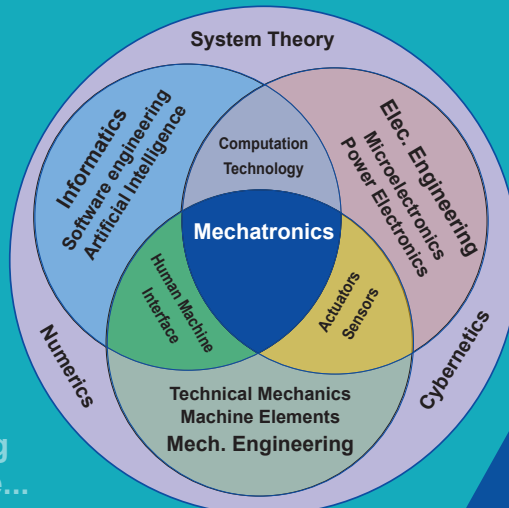 System Theory
Informatics
Software engineering
Artificial Intelligence
Computation
Technology
Elec. Engineering
Microelectronics
Power Electronics
Mechatronics
Human Machine
Interface
Actuators
Sensors
Numerics
Cybernetics
Technical Mechanics
Machine Elements
Mech. Engineering